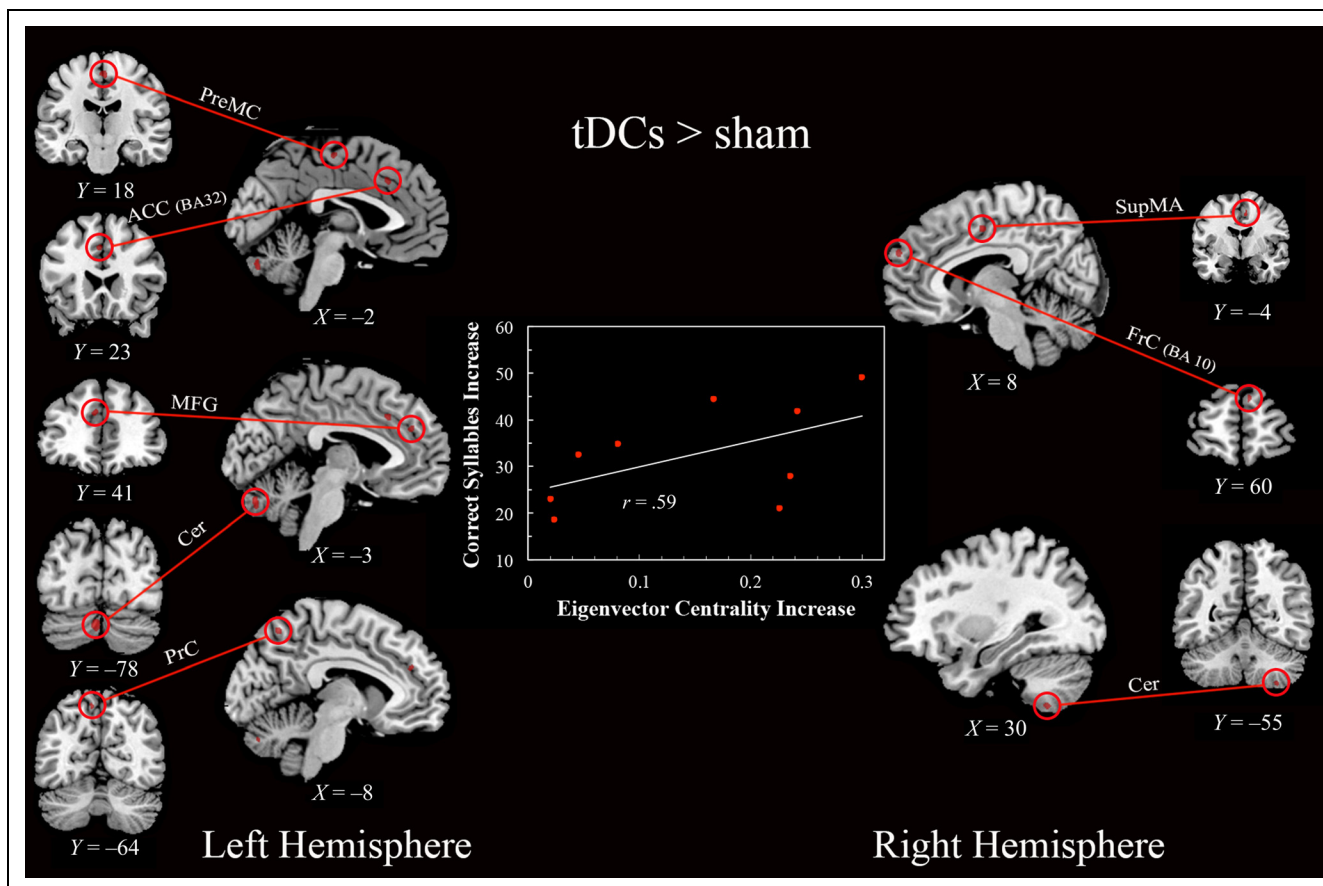 tDCs > sham
PreMC
Y = 18
ACC (BA32)
X = –2
Y = 23
MFG
Y = 41
X = –3
Cer
Y = –78
PrC
X = –8
Y = –64
Left Hemisphere
Correct Syllables Increase
60
50
40
30
20
10
r = .59
0
0.1
0.2
0.3
Eigenvector Centrality Increase
SupMA
Y = –4
FrC (BA 10)
X = 8
Y = 60
Cer
X = 30
Y = –55
Right Hemisphere